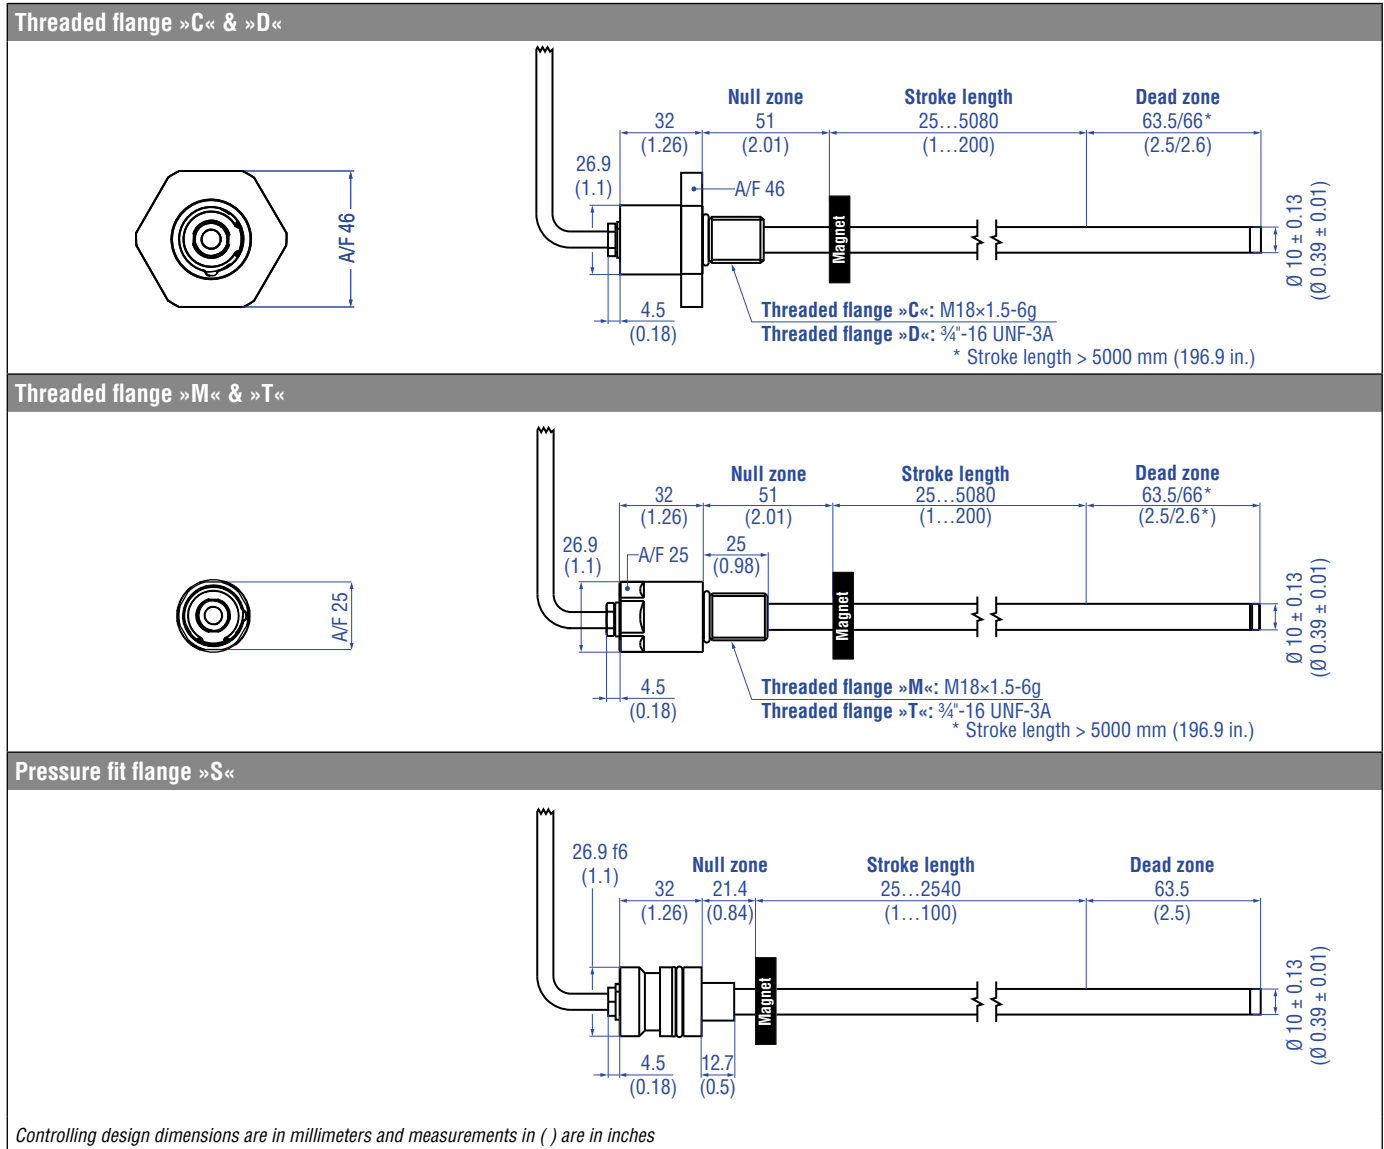 Threaded flange »C« & »D«
Null zone Stroke length Dead zone
32 51 25…5080 63.5/66*
(1.26) (2.01) (1…200) (2.5/2.6)
26.9
(1.1)
A/F 46
A/F 46
Magnet
Ø 10 ± 0.13
(Ø 0.39 ± 0.01)
4.5
(0.18)
Threaded flange »C«: M18×1.5-6g
Threaded flange »D«: ¾"-16 UNF-3A
* Stroke length > 5000 mm (196.9 in.)
Threaded flange »M« & »T«
Null zone Stroke length Dead zone
32 51 25…5080 63.5/66*
(1.26) (2.01) (1…200) (2.5/2.6*)
26.9
(1.1)
A/F 25
25
(0.98)
A/F 25
Magnet
Ø 10 ± 0.13
(Ø 0.39 ± 0.01)
4.5
(0.18)
Threaded flange »M«: M18×1.5-6g
Threaded flange »T«: ¾"-16 UNF-3A
* Stroke length > 5000 mm (196.9 in.)
Pressure fit flange »S«
26.9 f6
(1.1)
Null zone Stroke length Dead zone
32 21.4 25…2540 63.5
(1.26) (0.84) (1…100) (2.5)
Magnet
Ø 10 ± 0.13
(Ø 0.39 ± 0.01)
4.5 12.7
(0.18) (0.5)
Controlling design dimensions are in millimeters and measurements in ( ) are in inches